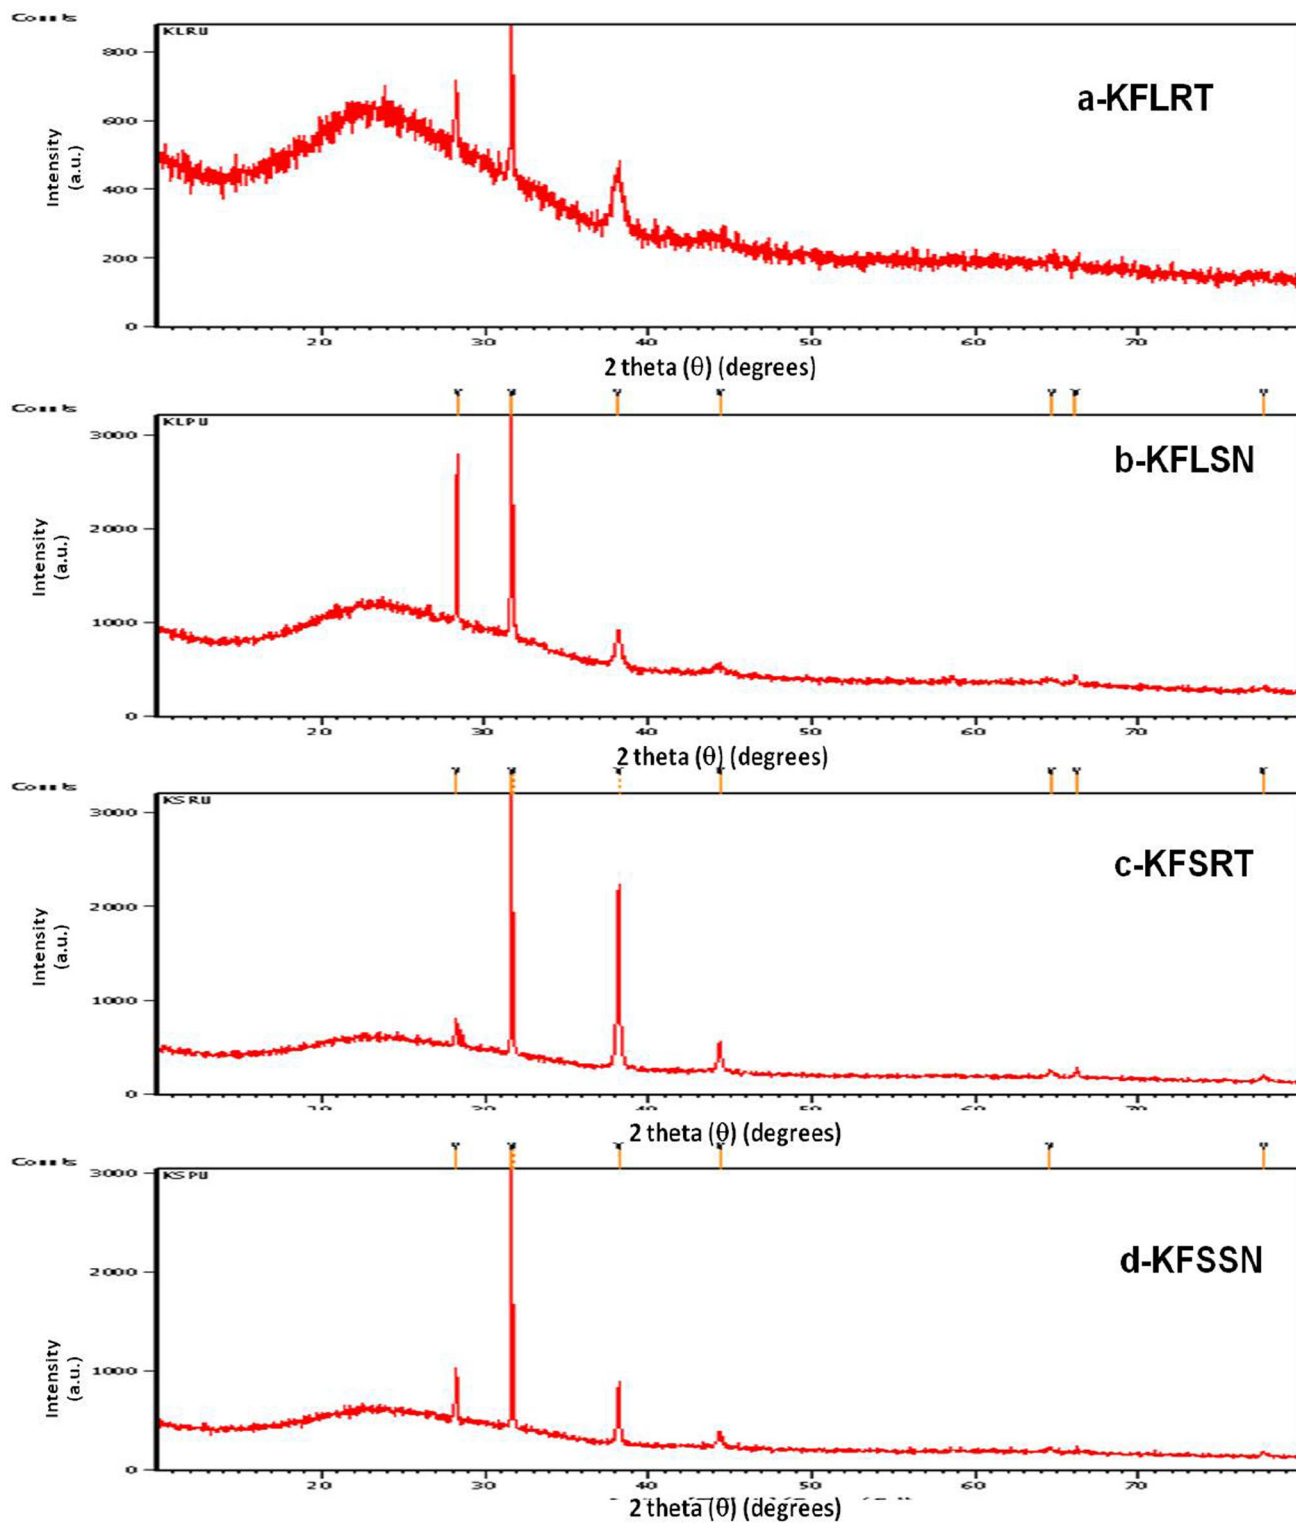 Counts
KLRU
800
a-KFLRT
600
Intensity
(a.u.)
400
200
0
20 30 40 50 60 70
2 theta (θ) (degrees)
Counts
KLPU
3000
b-KFLSN
2000
Intensity
(a.u.)
1000
0
20 30 40 50 60 70
2 theta (θ) (degrees)
Counts
KSRU
3000
c-KFSRT
2000
Intensity
(a.u.)
1000
0
20 30 40 50 60 70
2 theta (θ) (degrees)
Counts
KSPU
3000
d-KFSSN
2000
Intensity
(a.u.)
1000
0
20 30 40 50 60 70
2 theta (θ) (degrees)